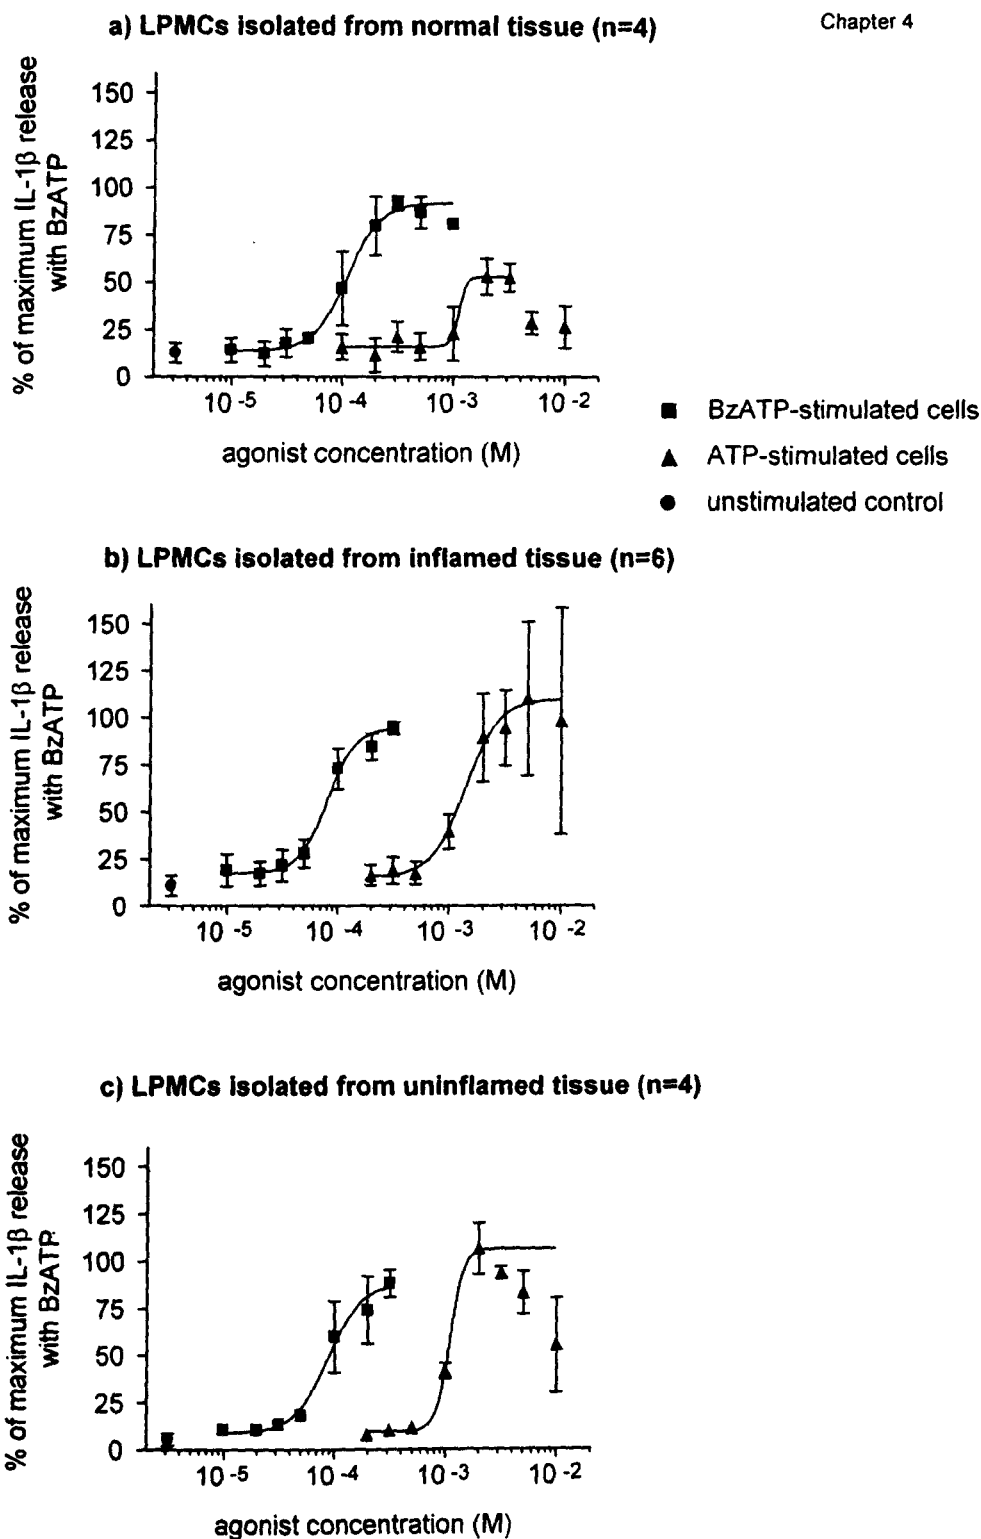 Chapter 4
a) LPMCs isolated from normal tissue (n=4)
% of maximum IL-1β release
with BzATP
150
125
100
75
50
25
0
10 -5
10 -4
10 -3
10 -2
agonist concentration (M)
BzATP-stimulated cells
ATP-stimulated cells
unstimulated control
b) LPMCs isolated from inflamed tissue (n=6)
% of maximum IL-1β release
with BzATP
150
125
100
75
50
25
0
10 -5
10 -4
10 -3
10 -2
agonist concentration (M)
c) LPMCs isolated from uninflamed tissue (n=4)
% of maximum IL-1β release
with BzATP
150
125
100
75
50
25
0
10 -5
10 -4
10 -3
10 -2
agonist concentration (M)